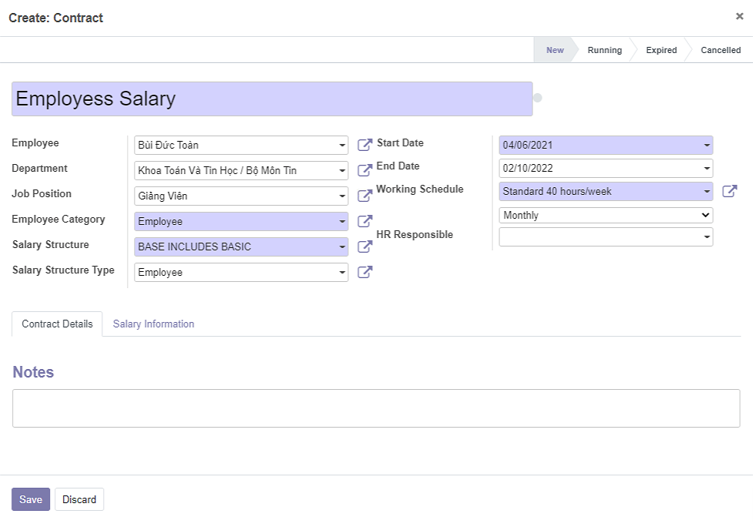 Create: Contract ×
New Running Expired Cancelled
Employess Salary
Employee Bùi Đức Toàn
Department Khoa Toán Và Tin Học / Bộ Môn Tin
Job Position Giảng Viên
Employee Category Employee
Salary Structure BASE INCLUDES BASIC
Salary Structure Type Employee
Start Date 04/06/2021
End Date 02/10/2022
Working Schedule Standard 40 hours/week
Monthly
HR Responsible
Contract Details Salary Information
Notes
Save Discard